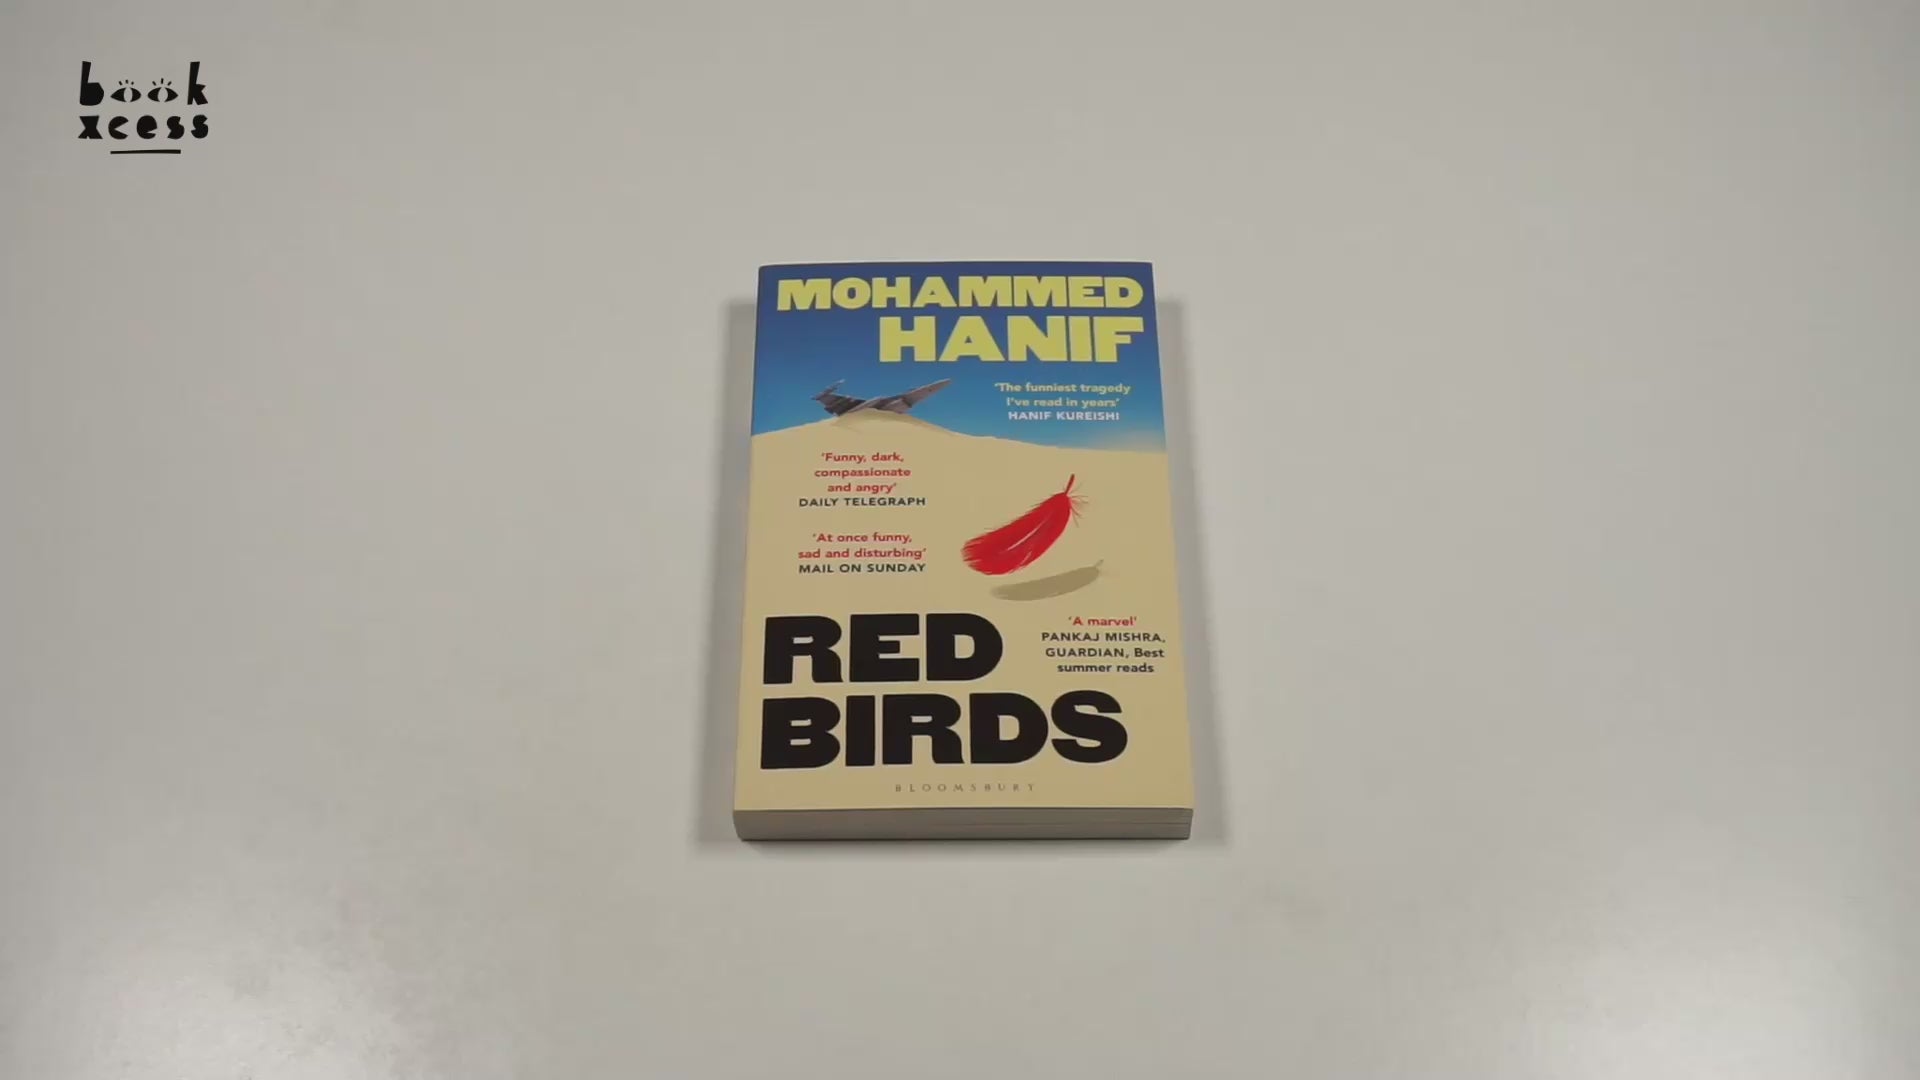 book
xcess
MOHAMMED
HANIF
'The funniest tragedy
I've read in years'
HANIF KUREISHI
'Funny, dark,
compassionate
and angry'
DAILY TELEGRAPH
'At once funny,
sad and disturbing'
MAIL ON SUNDAY
'A marvel'
PANKAJ MISHRA,
GUARDIAN, Best
summer reads
RED
BIRDS
BLOOMSBURY